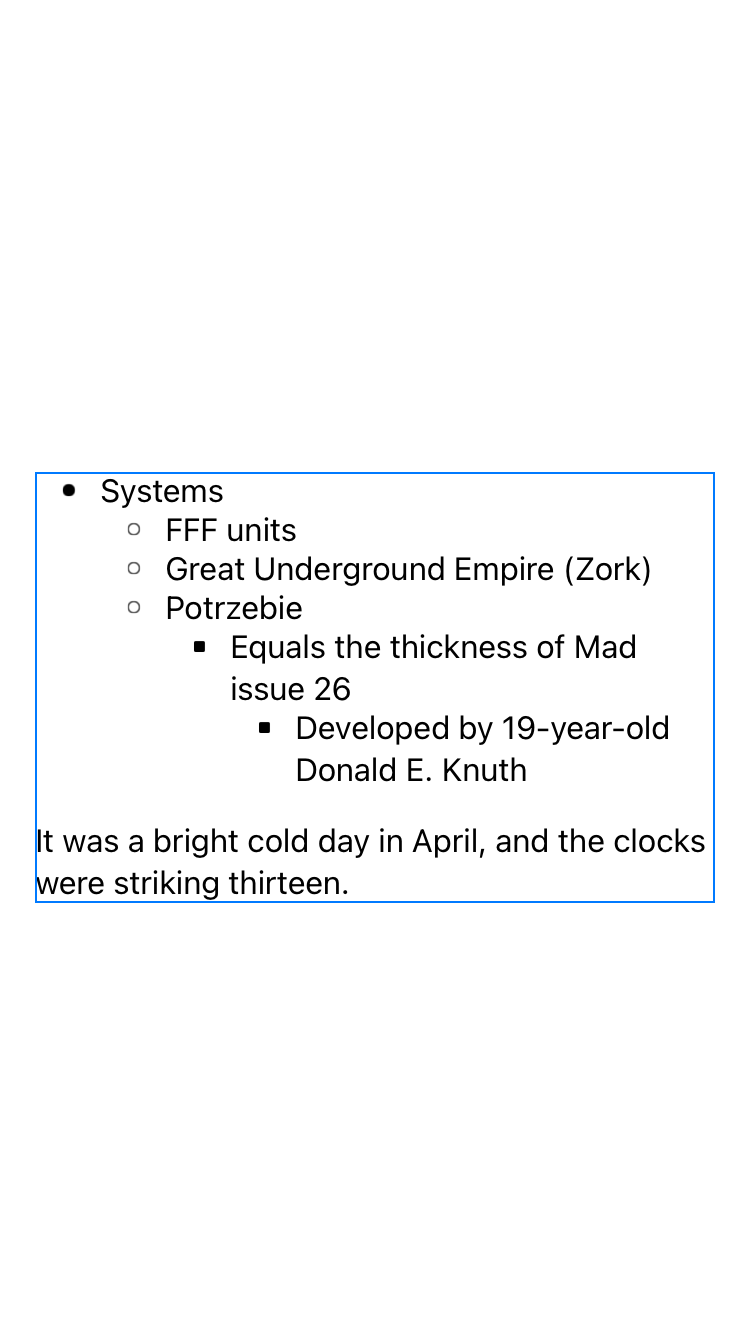 • Systems
◦ FFF units
◦ Great Underground Empire (Zork)
◦ Potrzebie
▪ Equals the thickness of Mad
issue 26
▪ Developed by 19-year-old
Donald E. Knuth
It was a bright cold day in April, and the clocks
were striking thirteen.